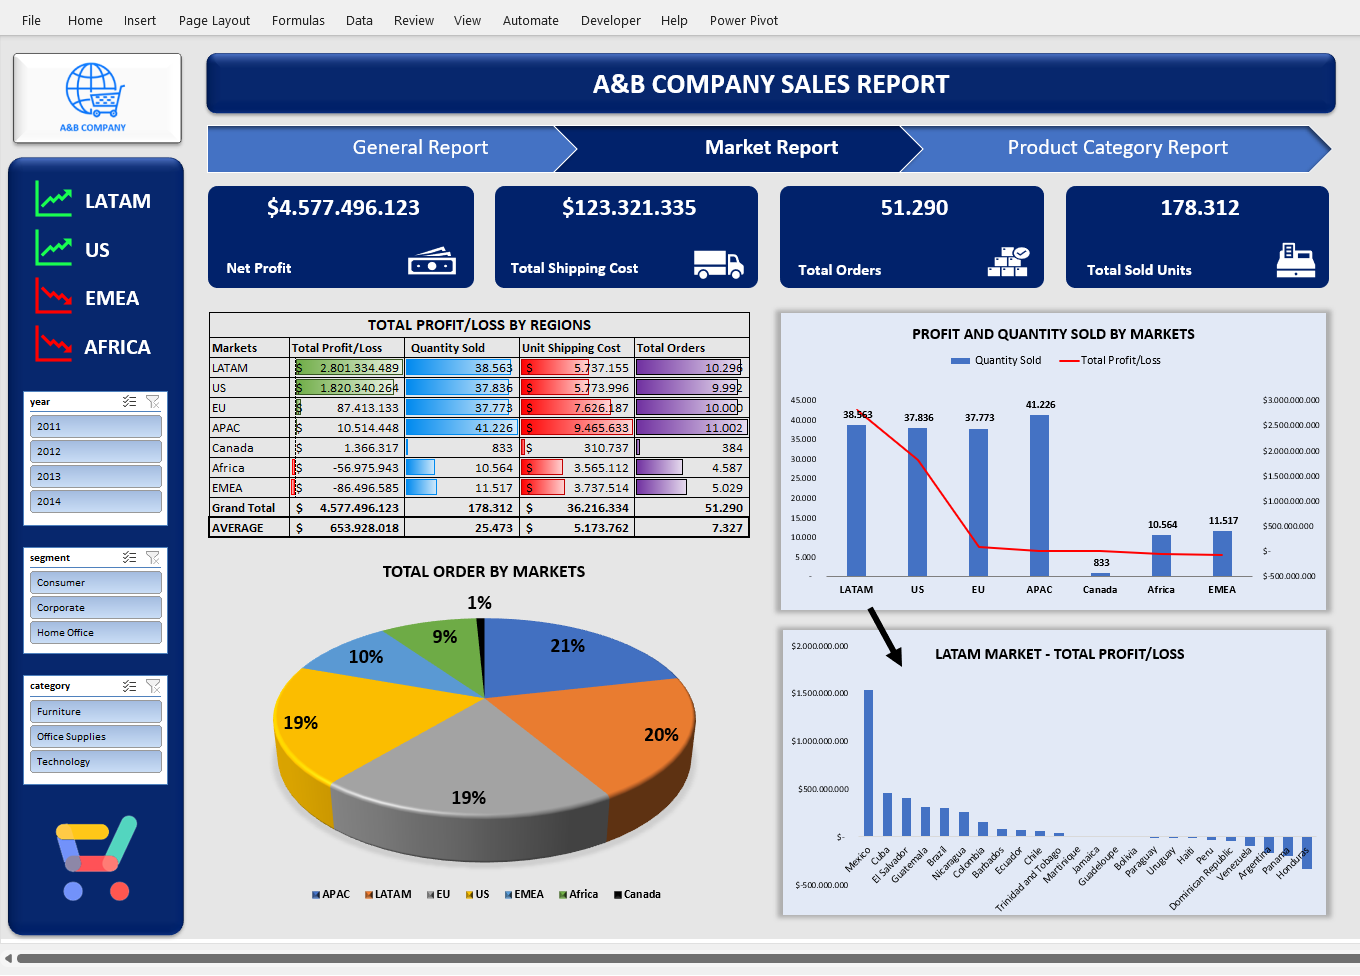 File Home Insert Page Layout Formulas Data Review View Automate Developer Help Power Pivot
A&B COMPANY
A&B COMPANY SALES REPORT
General Report Market Report Product Category Report
LATAM
US
EMEA
AFRICA
year
2011
2012
2013
2014
segment
Consumer
Corporate
Home Office
category
Furniture
Office Supplies
Technology
$4.577.496.123
Net Profit
$123.321.335
Total Shipping Cost
51.290
Total Orders
178.312
Total Sold Units
TOTAL PROFIT/LOSS BY REGIONS
Markets Total Profit/Loss Quantity Sold Unit Shipping Cost Total Orders
LATAM $ 2.801.334.489 38.563 $ 5.737.155 10.296
US $ 1.820.340.264 37.836 $ 5.773.996 9.992
EU $ 87.413.133 37.773 $ 7.626.187 10.000
APAC $ 10.514.448 41.226 $ 9.465.633 11.002
Canada $ 1.366.317 833 $ 310.737 384
Africa $ -56.975.943 10.564 $ 3.565.112 4.587
EMEA $ -86.496.585 11.517 $ 3.737.514 5.029
Grand Total $ 4.577.496.123 178.312 $ 36.216.334 51.290
AVERAGE $ 653.928.018 25.473 $ 5.173.762 7.327
TOTAL ORDER BY MARKETS
1%
21%
9%
10%
19%
20%
19%
APAC LATAM EU US EMEA Africa Canada
PROFIT AND QUANTITY SOLD BY MARKETS
Quantity Sold Total Profit/Loss
45.000
40.000
35.000
30.000
25.000
20.000
15.000
10.000
5.000
-
38.563 37.836 37.773 41.226 833 10.564 11.517
$3.000.000.000
$2.500.000.000
$2.000.000.000
$1.500.000.000
$1.000.000.000
$500.000.000
$-
$-500.000.000
LATAM US EU APAC Canada Africa EMEA
LATAM MARKET - TOTAL PROFIT/LOSS
$2.000.000.000
$1.500.000.000
$1.000.000.000
$500.000.000
$-
$-500.000.000
Mexico
Cuba
El Salvador
Guatemala
Brazil
Nicaragua
Colombia
Barbados
Ecuador
Chile
Trinidad and Tobago
Martinique
Jamaica
Guadeloupe
Bolivia
Paraguay
Uruguay
Haiti
Peru
Dominican Republic
Venezuela
Argentina
Panama
Honduras